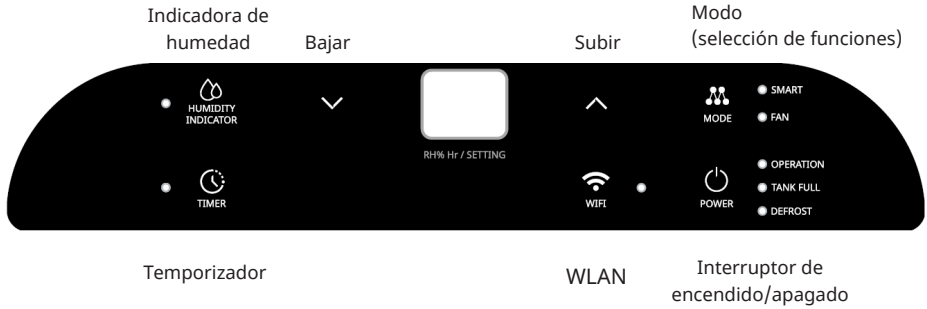 Indicadora de
humedad
Bajar
Subir
Modo
(selección de funciones)
HUMIDITY
INDICATOR
MODE
SMART
FAN
RH% Hr / SETTING
TIMER
WIFI
POWER
OPERATION
TANK FULL
DEFROST
Temporizador
WLAN
Interruptor de
encendido/apagado